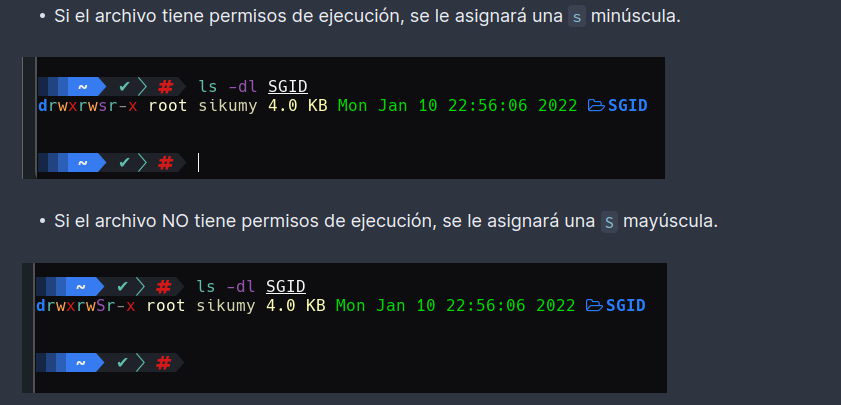 • Si el archivo tiene permisos de ejecución, se le asignará una s minúscula.
~ ✔ # ls -dl SGID
drwxrwsr-x root sikumy 4.0 KB Mon Jan 10 22:56:06 2022 SGID
~ ✔ #
• Si el archivo NO tiene permisos de ejecución, se le asignará una S mayúscula.
~ ✔ # ls -dl SGID
drwxrwSr-x root sikumy 4.0 KB Mon Jan 10 22:56:06 2022 SGID
~ ✔ #